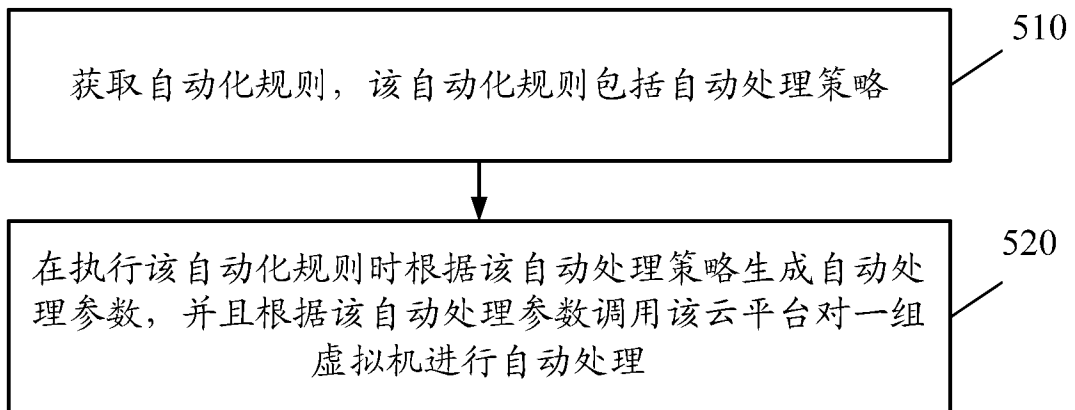 510
获取自动化规则，该自动化规则包括自动处理策略
520
在执行该自动化规则时根据该自动处理策略生成自动处
理参数，并且根据该自动处理参数调用该云平台对一组
虚拟机进行自动处理